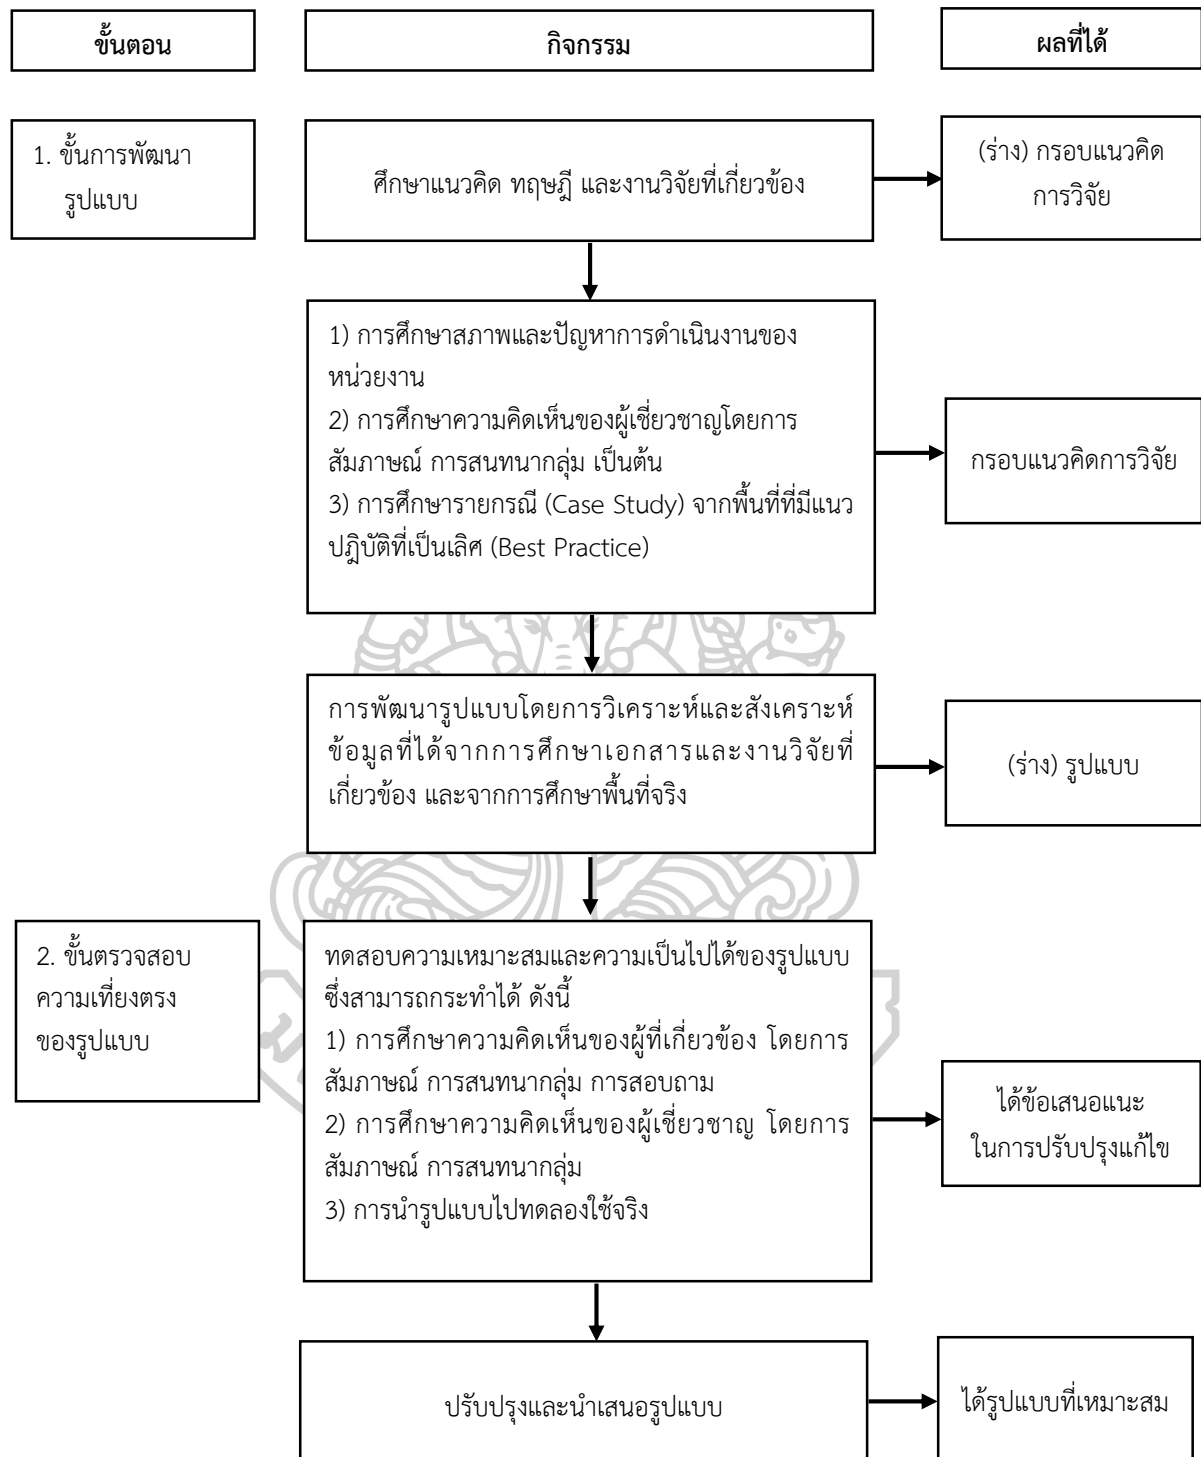 ขั้นตอน
กิจกรรม
ผลที่ได้
1. ขั้นการพัฒนา
รูปแบบ
ศึกษาแนวคิด ทฤษฎี และงานวิจัยที่เกี่ยวข้อง
(ร่าง) กรอบแนวคิด
การวิจัย
1) การศึกษาสภาพและปัญหาการดำเนินงานของ
หน่วยงาน
2) การศึกษาความคิดเห็นของผู้เชี่ยวชาญโดยการ
สัมภาษณ์ การสนทนากลุ่ม เป็นต้น
3) การศึกษารายกรณี (Case Study) จากพื้นที่ที่มีแนว
ปฎิบัติที่เป็นเลิศ (Best Practice)
กรอบแนวคิดการวิจัย
การพัฒนารูปแบบโดยการวิเคราะห์และสังเคราะห์
ข้อมูลที่ได้จากการศึกษาเอกสารและงานวิจัยที่
เกี่ยวข้อง และจากการศึกษาพื้นที่จริง
(ร่าง) รูปแบบ
2. ขั้นตรวจสอบ
ความเที่ยงตรง
ของรูปแบบ
ทดสอบความเหมาะสมและความเป็นไปได้ของรูปแบบ
ซึ่งสามารถกระทำได้ ดังนี้
1) การศึกษาความคิดเห็นของผู้ที่เกี่ยวข้อง โดยการ
สัมภาษณ์ การสนทนากลุ่ม การสอบถาม
2) การศึกษาความคิดเห็นของผู้เชี่ยวชาญ โดยการ
สัมภาษณ์ การสนทนากลุ่ม
3) การนำรูปแบบไปทดลองใช้จริง
ได้ข้อเสนอแนะ
ในการปรับปรุงแก้ไข
ปรับปรุงและนำเสนอรูปแบบ
ได้รูปแบบที่เหมาะสม